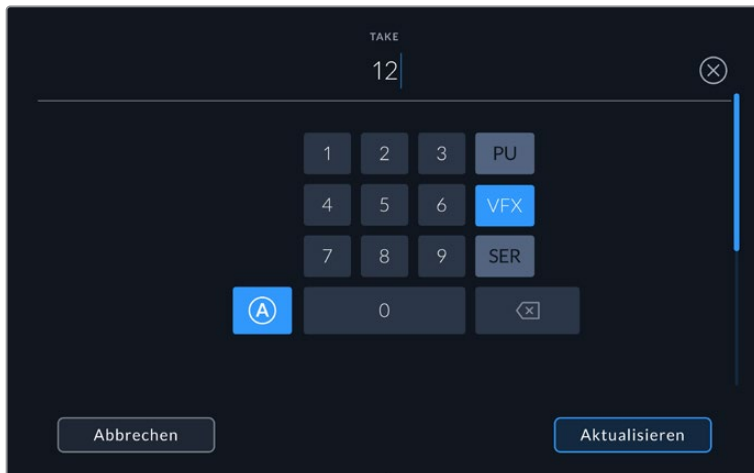 TAKE
12
1 2 3 PU
4 5 6 VFX
7 8 9 SER
A 0
Abbrechen Aktualisieren